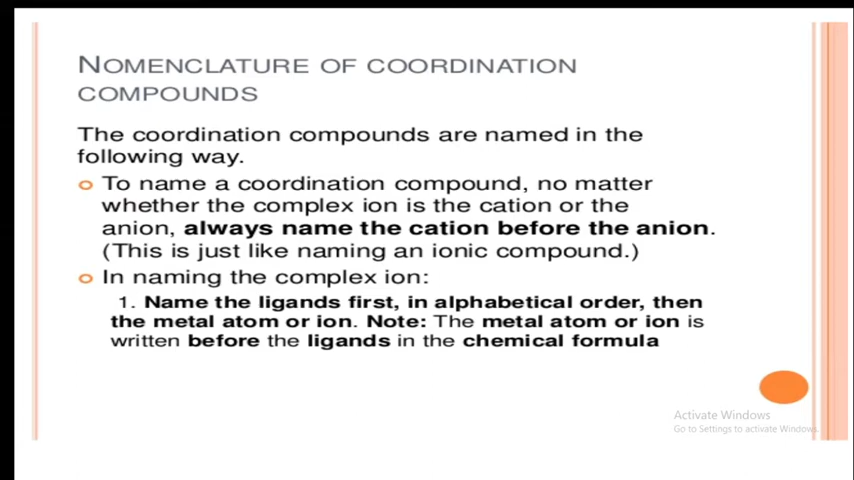 NOMENCLATURE OF COORDINATION
COMPOUNDS
The coordination compounds are named in the
following way.
To name a coordination compound, no matter
whether the complex ion is the cation or the
anion, always name the cation before the anion.
(This is just like naming an ionic compound.)
In naming the complex ion:
1. Name the ligands first, in alphabetical order, then
the metal atom or ion. Note: The metal atom or ion is
written before the ligands in the chemical formula
Activate Windows
Go to Settings to activate Windows.